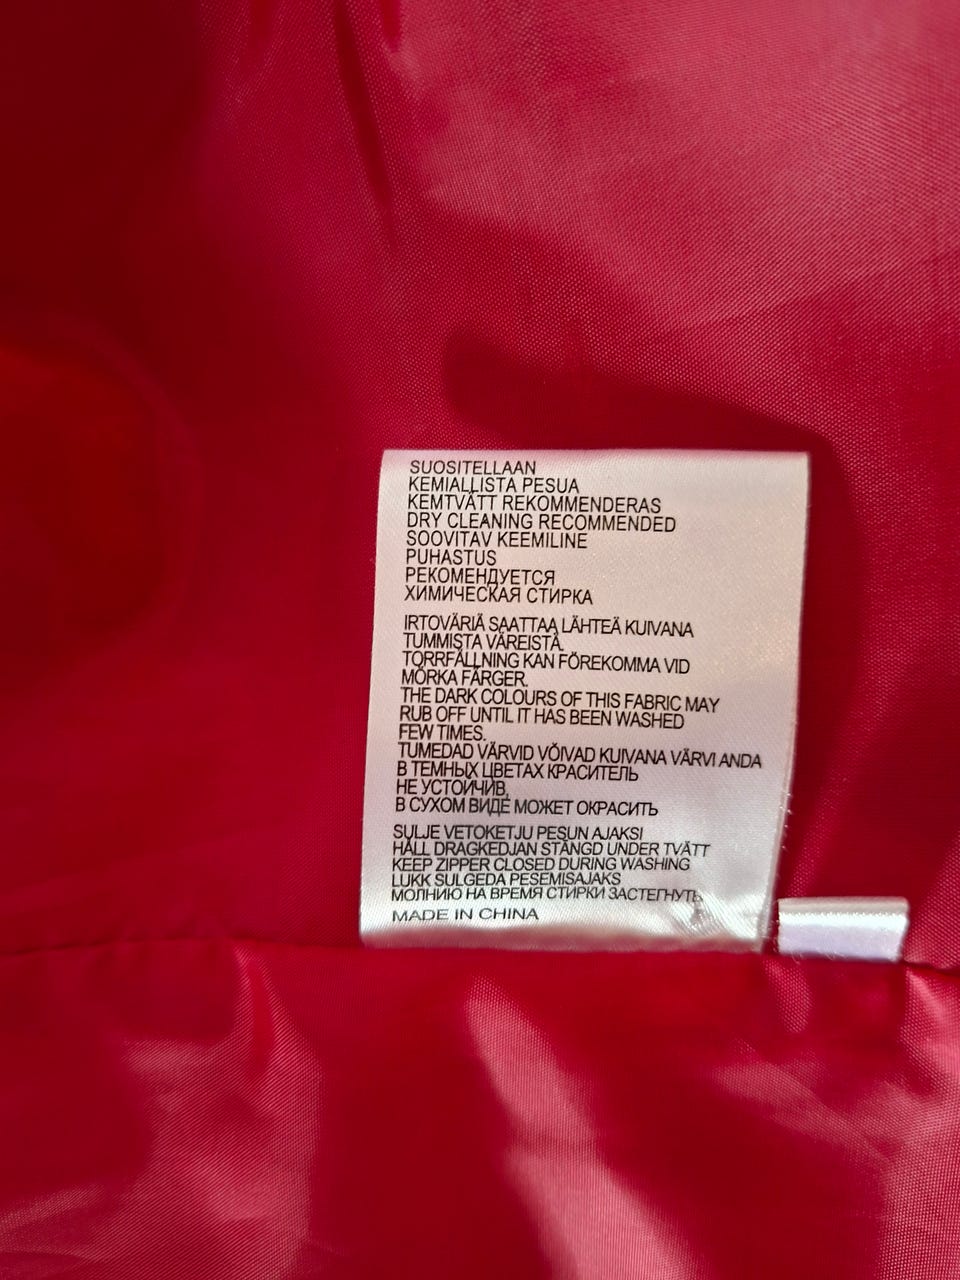 SUOSITELLAAN
KEMIALLISTA PESUA
KEMTVÄTT REKOMMENDERAS
DRY CLEANING RECOMMENDED
SOOVITAV KEEMILINE
PUHASTUS
РЕКОМЕНДУЕТСЯ
ХИМИЧЕСКАЯ СТИРКА
IRTOVÄRIÄ SAATTAA LÄHTEÄ KUIVANA
TUMMISTA VÄREISTÄ.
TORRFÄLLNING KAN FÖREKOMMA VID
MÖRKA FÄRGER.
THE DARK COLOURS OF THIS FABRIC MAY
RUB OFF UNTIL IT HAS BEEN WASHED
FEW TIMES.
TUMEDAD VÄRVID VÕIVAD KUIVANA VÄRVI ANDA
В ТЕМНЫХ ЦВЕТАХ КРАСИТЕЛЬ
НЕ УСТОЙЧИВ,
В СУХОМ ВИДЕ МОЖЕТ ОКРАСИТЬ
SULJE VETOKETJU PESUN AJAKSI
HÅLL DRAGKEDJAN STÄNGD UNDER TVÄTT
KEEP ZIPPER CLOSED DURING WASHING
LUKK SULGEDA PESEMISAJAKS
МОЛНИЮ НА ВРЕМЯ СТИРКИ ЗАСТЕГНУТЬ
MADE IN CHINA